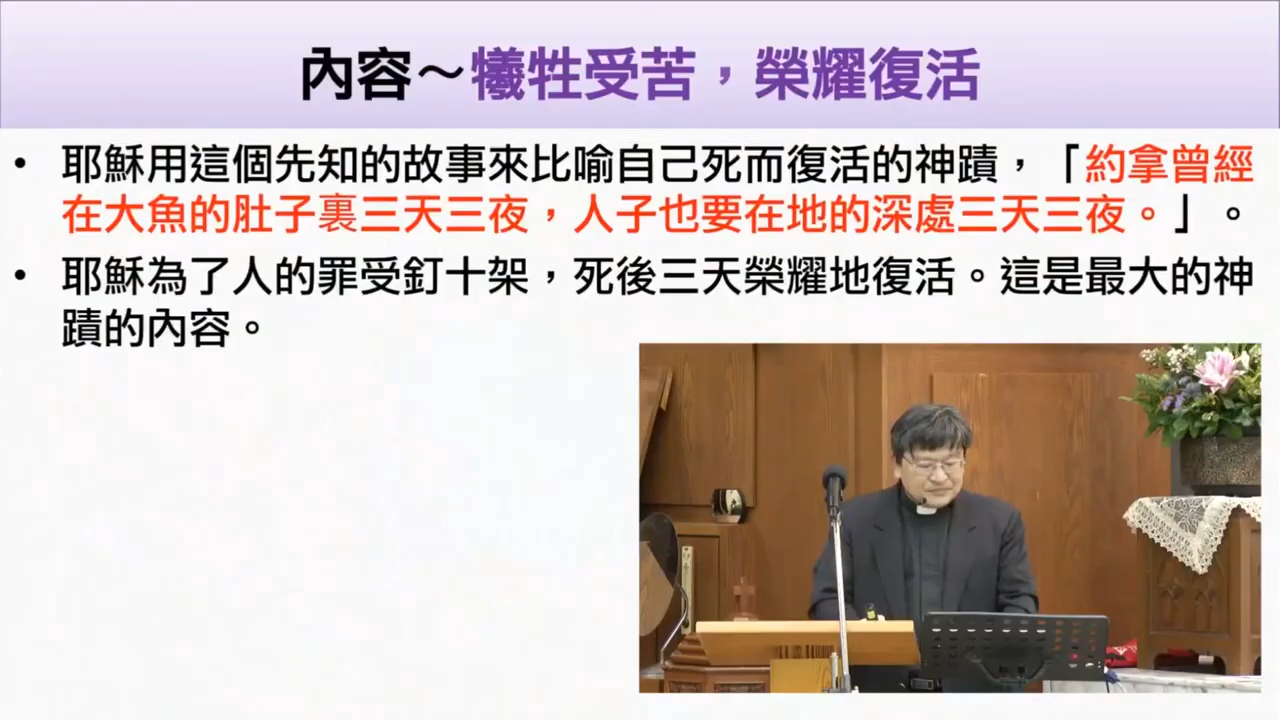 內容～犧牲受苦，榮耀復活
• 耶穌用這個先知的故事來比喻自己死而復活的神蹟，「約拿曾經
在大魚的肚子裏三天三夜，人子也要在地的深處三天三夜。」。
• 耶穌為了人的罪受釘十架，死後三天榮耀地復活。這是最大的神
蹟的內容。